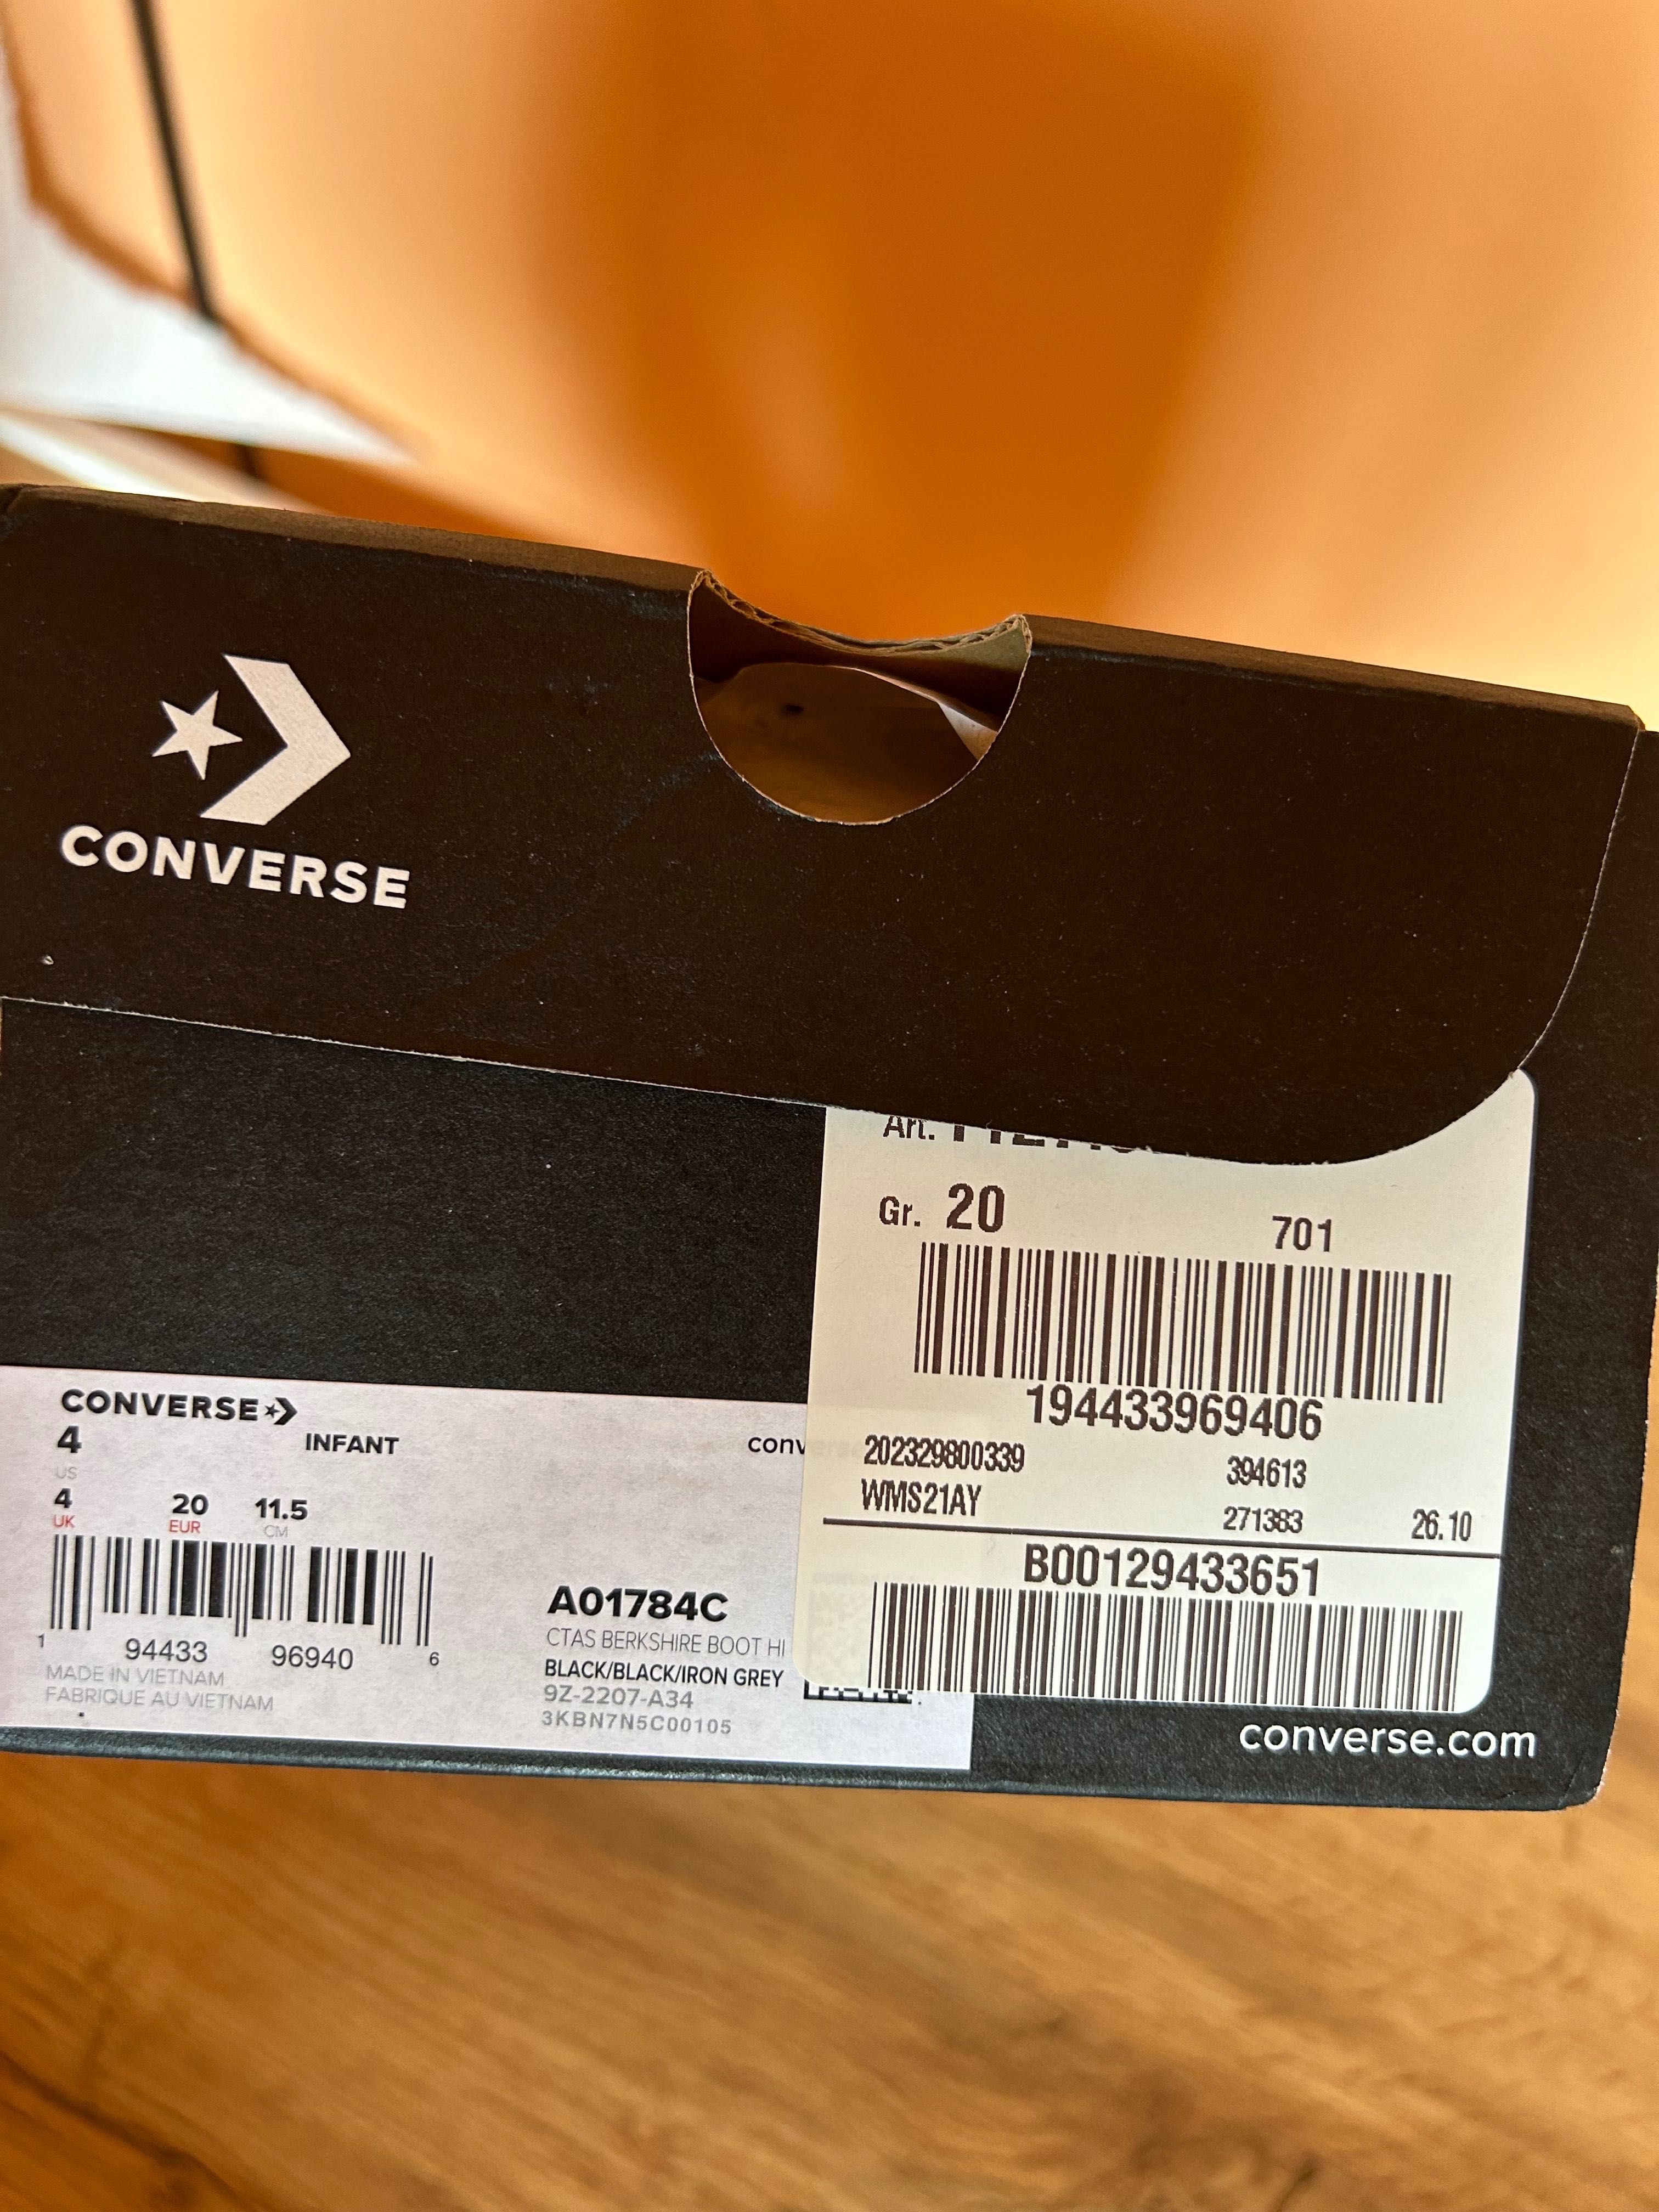 CONVERSE
Art.
Gr. 20
701
194433969406
202329800339
394613
WMS21AY
271383
26.10
B00129433651
CONVERSE
4
INFANT
conv
US
4
20
11.5
UK
EUR
CM
1
94433
96940
6
MADE IN VIETNAM
FABRIQUE AU VIETNAM
A01784C
CTAS BERKSHIRE BOOT HI
BLACK/BLACK/IRON GREY
9Z-2207-A34
3KBN7N5C00105
converse.com